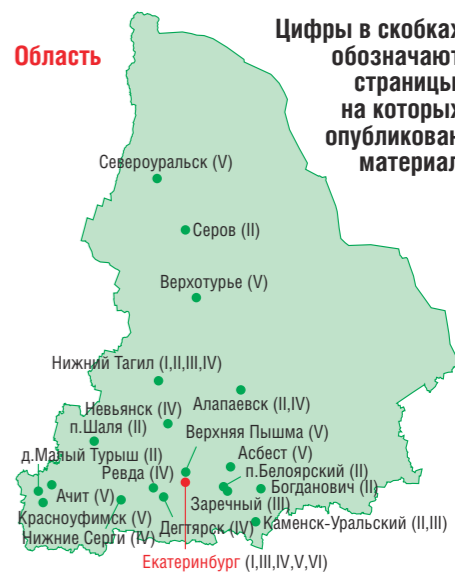 Область
Цифры в скобках
обозначают
страницы,
на которых
опубликован
материал
Североуральск (V)
Серов (II)
Верхотурье (V)
Нижний Тагил (I,II,III,IV)
Алапаевск (II,IV)
Невьянск (IV)
п.Шаля (II)
Верхняя Пышма (V)
Асбест (V)
д.Малый Турыш (II)
Ревда (IV)
п.Белоярский (II)
Богданович (II)
Ачит (V)
Заречный (III)
Красноуфимск (V)
Дегтярск (IV)
Каменск-Уральский (II,III)
Нижние Серги (IV)
Екатеринбург (I,III,IV,V,VI)